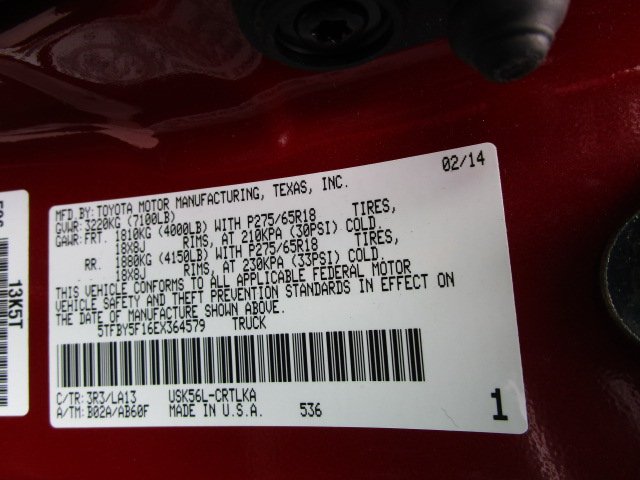 02/14
MFD.BY:TOYOTA MOTOR MANUFACTURING, TEXAS, INC.
GVWR: 3220KG (7100LB)
GAWR:FRT. 1810KG (4000LB) WITH P275/65R18 TIRES,
18X8J RIMS, AT 210KPA (30PSI) COLD.
RR. 1880KG (4150LB) WITH P275/65R18 TIRES,
18X8J RIMS, AT 230KPA (33PSI) COLD.
THIS VEHICLE CONFORMS TO ALL APPLICABLE FEDERAL MOTOR
VEHICLE SAFETY AND THEFT PREVENTION STANDARDS IN EFFECT ON
THE DATE OF MANUFACTURE SHOWN ABOVE.
5TFBY5F16EX364579 TRUCK
C/TR: 3R3/LA13 USK56L-CRTLKA
A/TM: B02A/AB60F MADE IN U.S.A. 536 1
13K5T